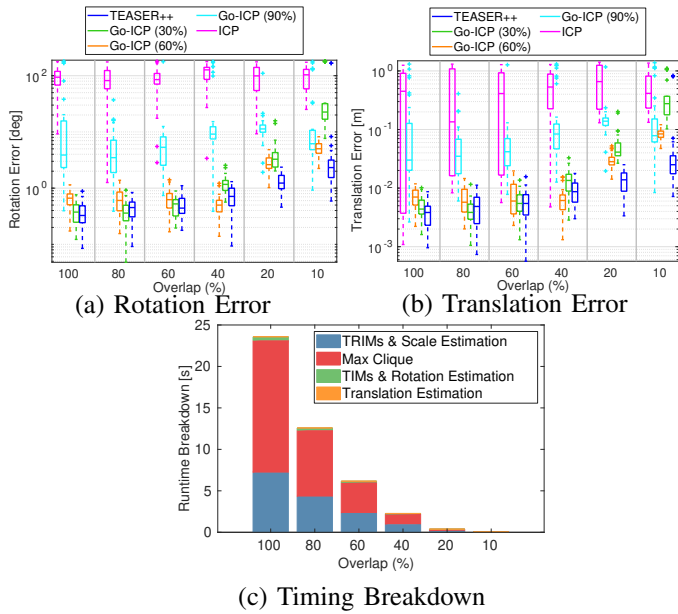 TEASER++
Go-ICP (30%)
Go-ICP (60%)
Go-ICP (90%)
ICP
Rotation Error [deg]
10^2
10^0
100 80 60 40 20 10
Overlap (%)
(a) Rotation Error
TEASER++
Go-ICP (30%)
Go-ICP (60%)
Go-ICP (90%)
ICP
Translation Error [m]
10^0
10^-1
10^-2
10^-3
100 80 60 40 20 10
Overlap (%)
(b) Translation Error
TRIMs & Scale Estimation
Max Clique
TIMs & Rotation Estimation
Translation Estimation
Runtime Breakdown [s]
25
20
15
10
5
0
100 80 60 40 20 10
Overlap (%)
(c) Timing Breakdown